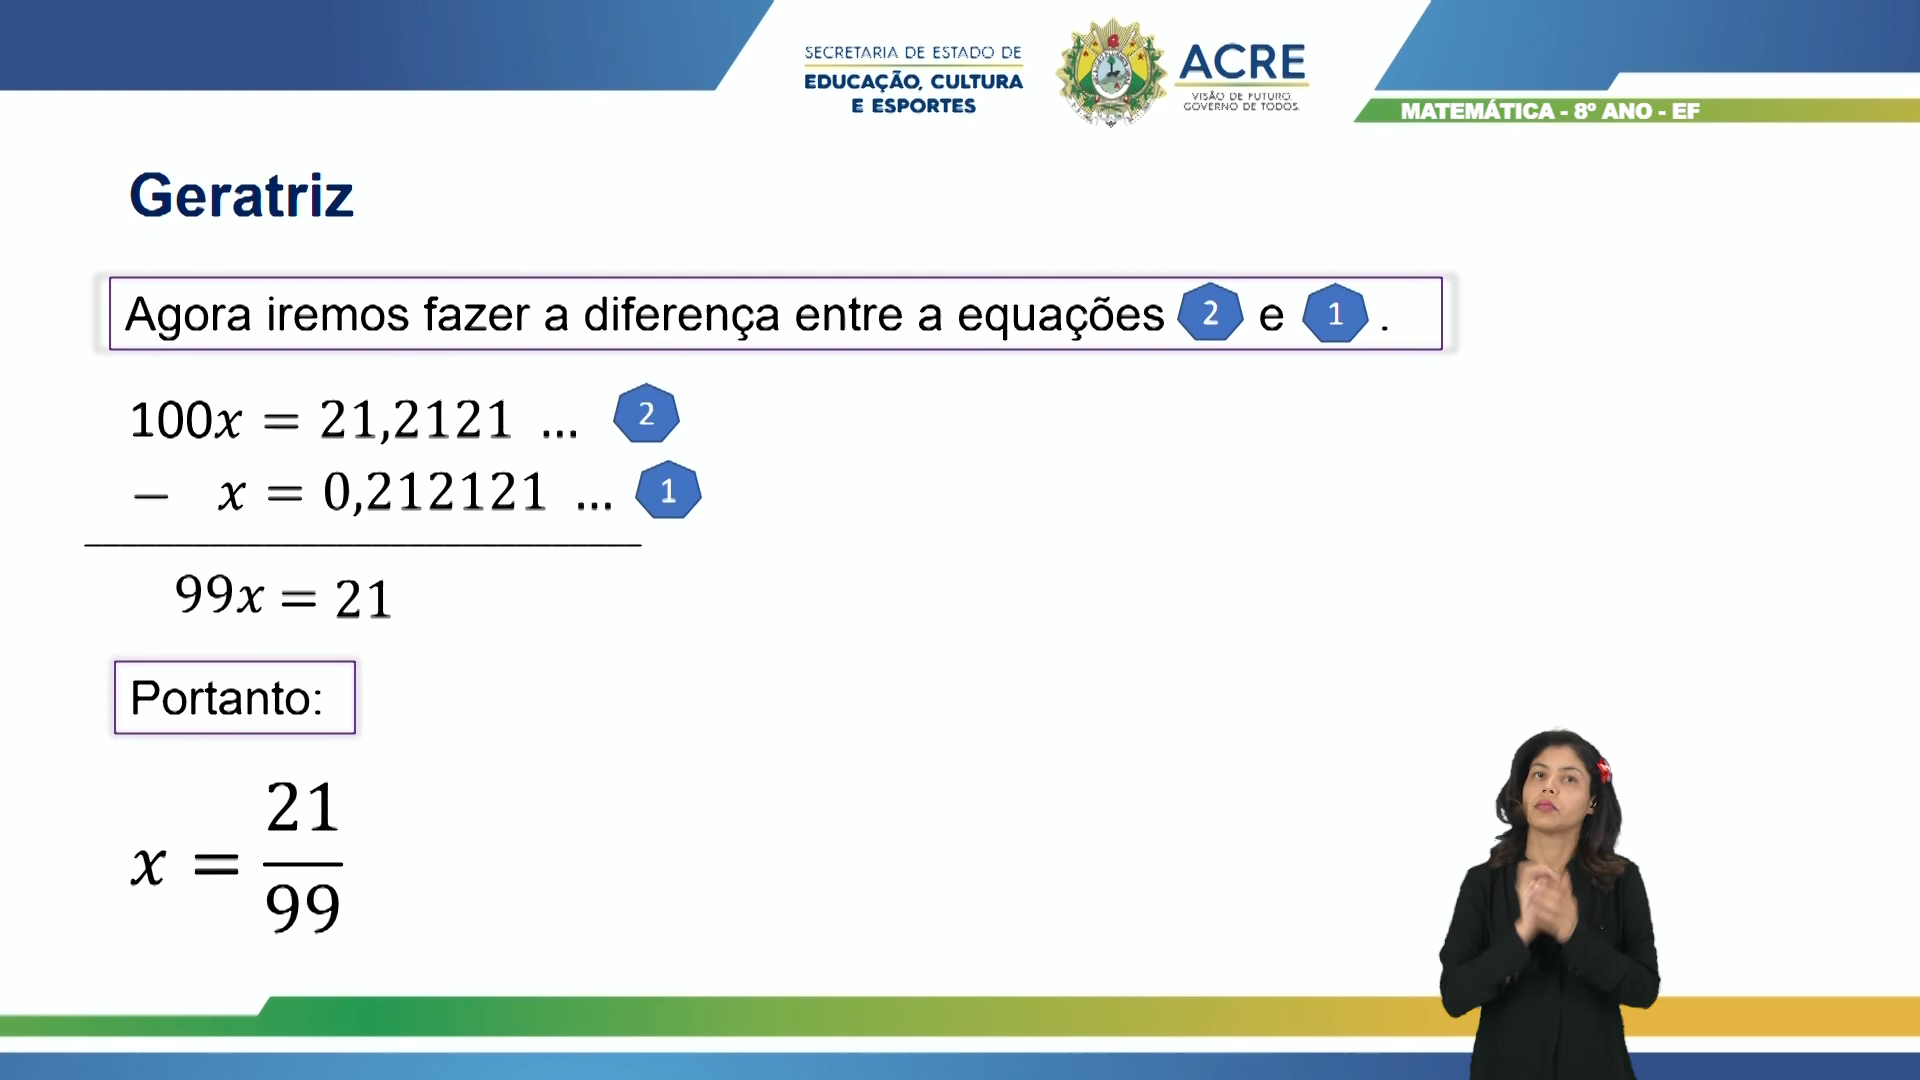 SECRETARIA DE ESTADO DE
EDUCAÇÃO, CULTURA
E ESPORTES
ACRE
VISÃO DE FUTURO.
GOVERNO DE TODOS.
MATEMÁTICA - 8º ANO - EF
Geratriz
Agora iremos fazer a diferença entre a equações 2 e 1 .
100x = 21,2121 ... 2
− x = 0,212121 ... 1
99x = 21
Portanto:
x = 21/99